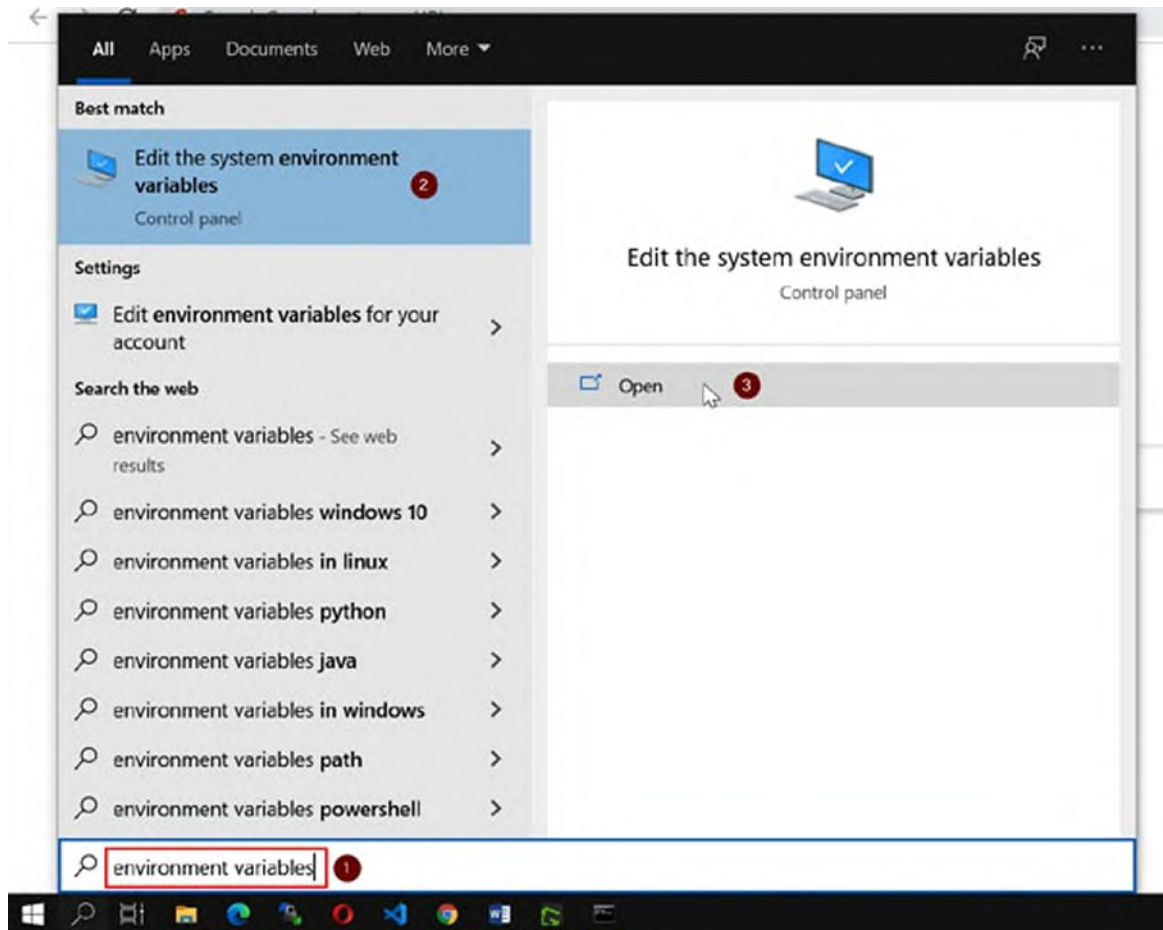 All Apps Documents Web More
Best match
Edit the system environment
variables
2
Control panel
Settings
Edit environment variables for your
account
Search the web
environment variables - See web
results
environment variables windows 10
environment variables in linux
environment variables python
environment variables java
environment variables in windows
environment variables path
environment variables powershell
environment variables 1
Edit the system environment variables
Control panel
Open 3